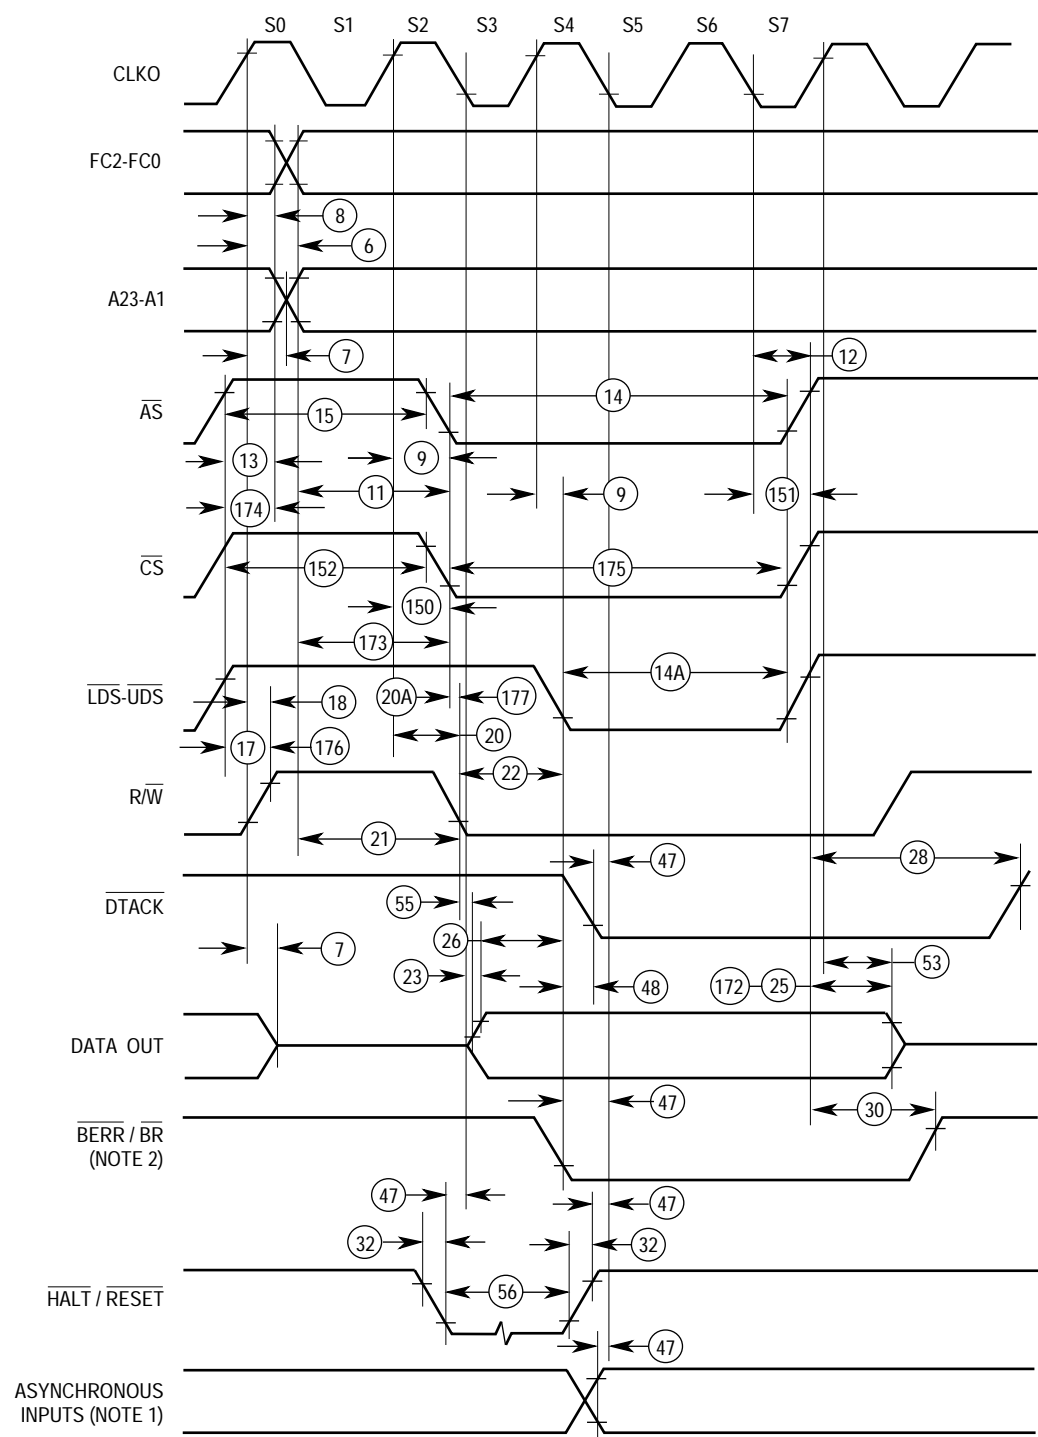 S0 S1 S2 S3 S4 S5 S6 S7
CLKO
FC2-FC0
8
6
A23-A1
7
12
AS
15
14
13
9
11
9
151
174
CS
152
175
150
173
LDS-UDS
14A
18
20A
177
20
17
176
22
R/W
21
47
28
DTACK
55
26
7
23
48
53
172
25
DATA OUT
47
30
BERR / BR
(NOTE 2)
47
47
32
32
HALT / RESET
56
47
ASYNCHRONOUS
INPUTS (NOTE 1)